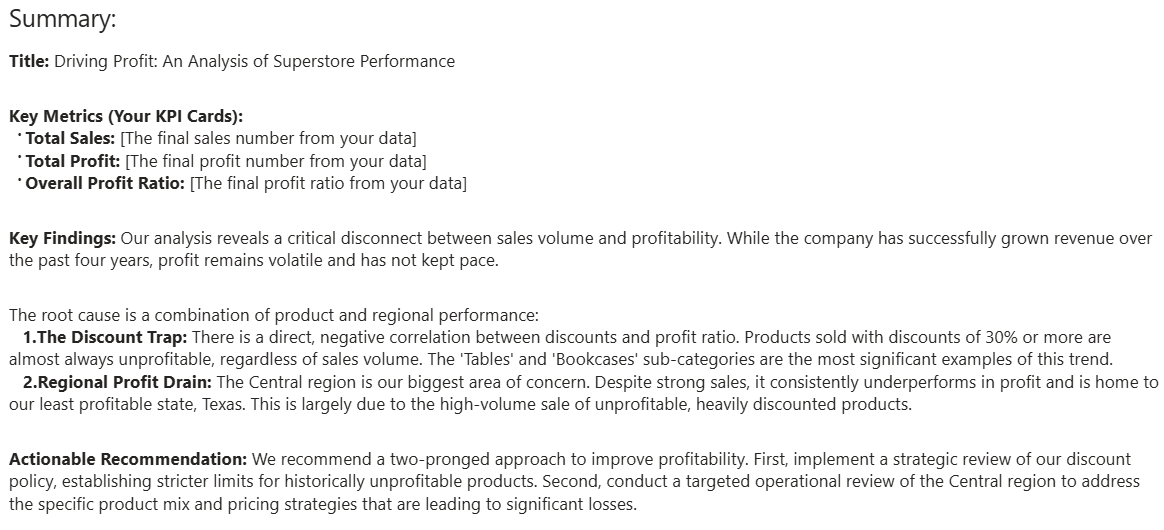 Summary:
Title: Driving Profit: An Analysis of Superstore Performance
Key Metrics (Your KPI Cards):
· Total Sales: [The final sales number from your data]
· Total Profit: [The final profit number from your data]
· Overall Profit Ratio: [The final profit ratio from your data]
Key Findings: Our analysis reveals a critical disconnect between sales volume and profitability. While the company has successfully grown revenue over
the past four years, profit remains volatile and has not kept pace.
The root cause is a combination of product and regional performance:
1.The Discount Trap: There is a direct, negative correlation between discounts and profit ratio. Products sold with discounts of 30% or more are
almost always unprofitable, regardless of sales volume. The 'Tables' and 'Bookcases' sub-categories are the most significant examples of this trend.
2.Regional Profit Drain: The Central region is our biggest area of concern. Despite strong sales, it consistently underperforms in profit and is home to
our least profitable state, Texas. This is largely due to the high-volume sale of unprofitable, heavily discounted products.
Actionable Recommendation: We recommend a two-pronged approach to improve profitability. First, implement a strategic review of our discount
policy, establishing stricter limits for historically unprofitable products. Second, conduct a targeted operational review of the Central region to address
the specific product mix and pricing strategies that are leading to significant losses.